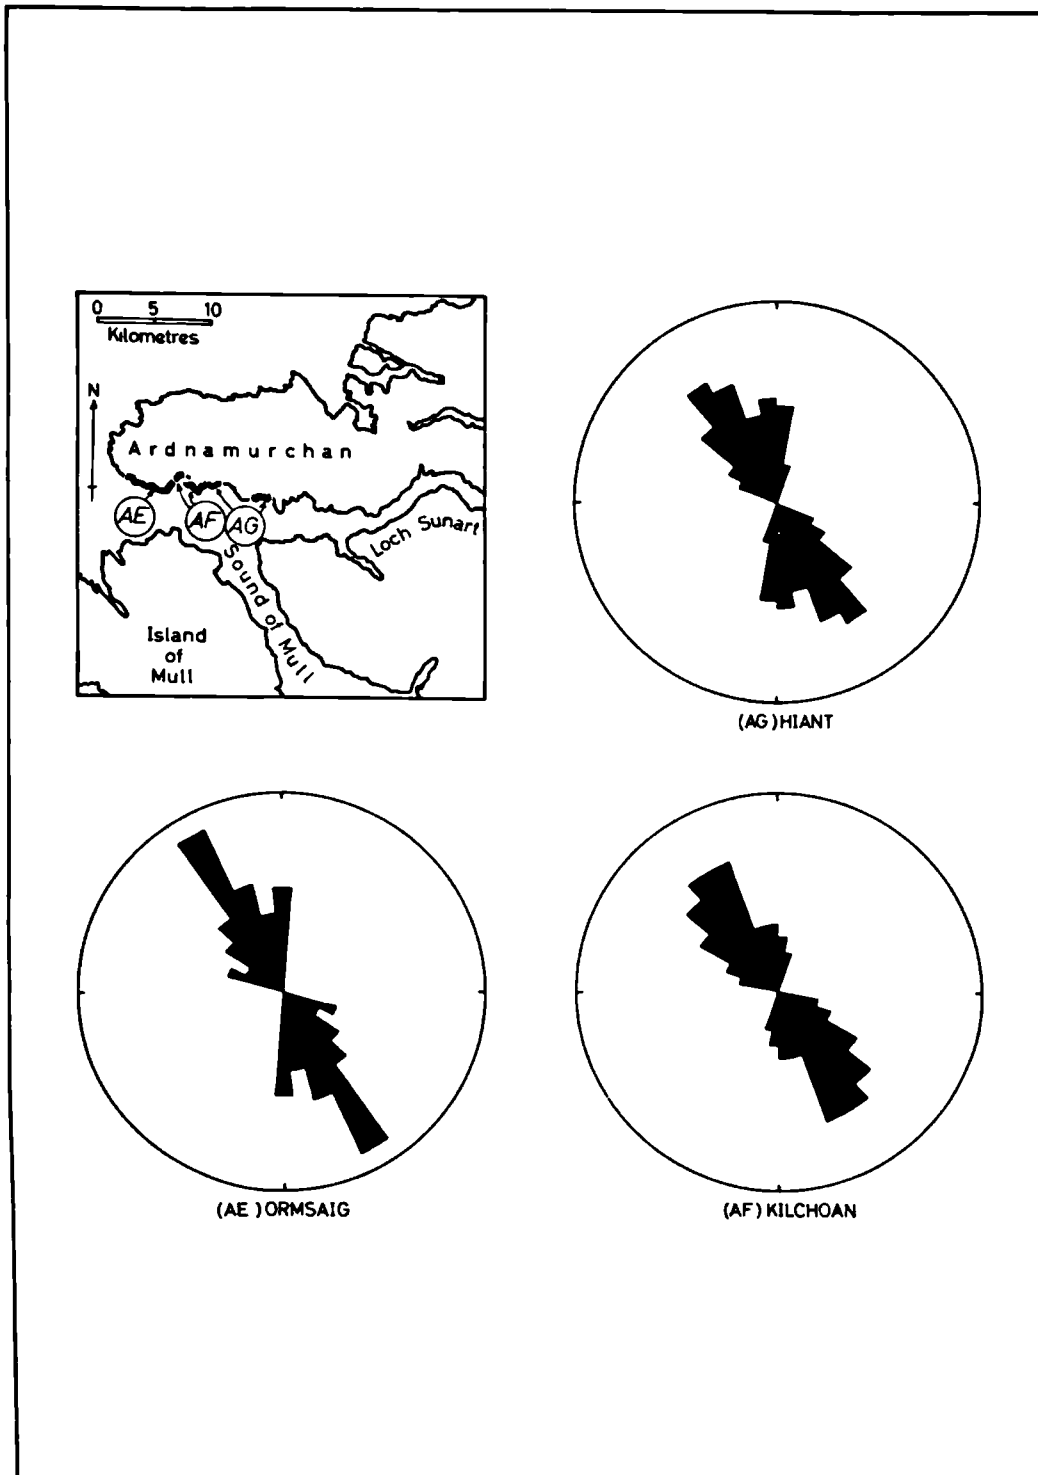 0 5 10
Kilometres
N
Ardnamurchan
AE
AF
AG
Loch Sunart
Sound of Mull
Island
of
Mull
(AG)HIANT
(AE)ORMSAIG
(AF)KILCHOAN